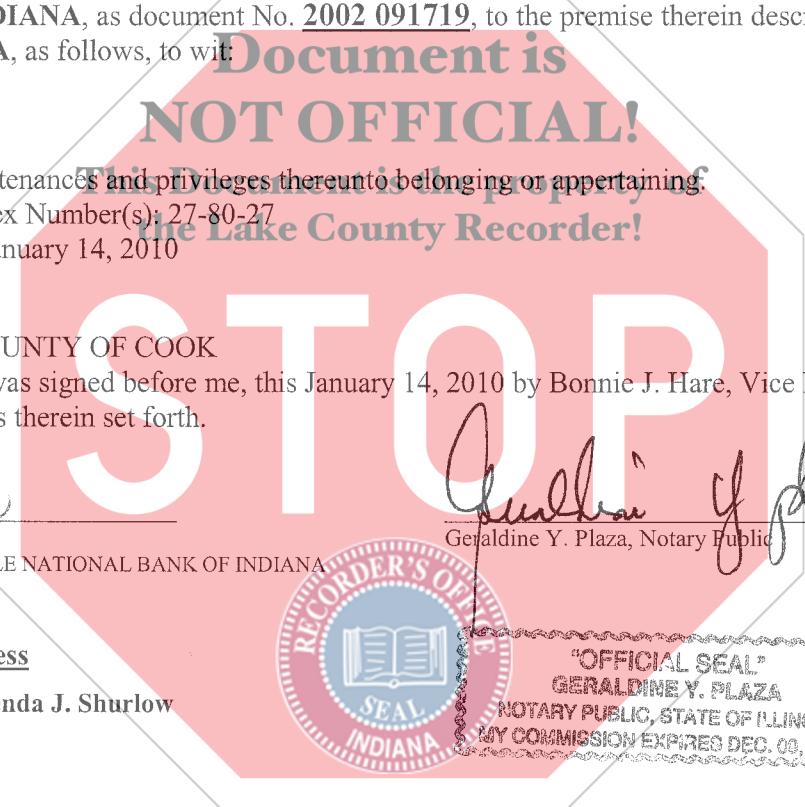 DIANA, as document No. 2002 091719, to the premise therein descri
A, as follows, to wit:
Document is
NOT OFFICIAL!
This Document is the property of
the Lake County Recorder!
tenances and privileges thereunto belonging or appertaining.
ex Number(s): 27-80-27
anuary 14, 2010
STOP
UNTY OF COOK
was signed before me, this January 14, 2010 by Bonnie J. Hare, Vice
s therein set forth.
Geraldine Y. Plaza, Notary Public
LE NATIONAL BANK OF INDIANA
RECORDER'S OFFICE
SEAL
INDIANA
ess
nda J. Shurlow
"OFFICIAL SEAL"
GERALDINE Y. PLAZA
NOTARY PUBLIC, STATE OF ILLINO
MY COMMISSION EXPIRES DEC. 09,